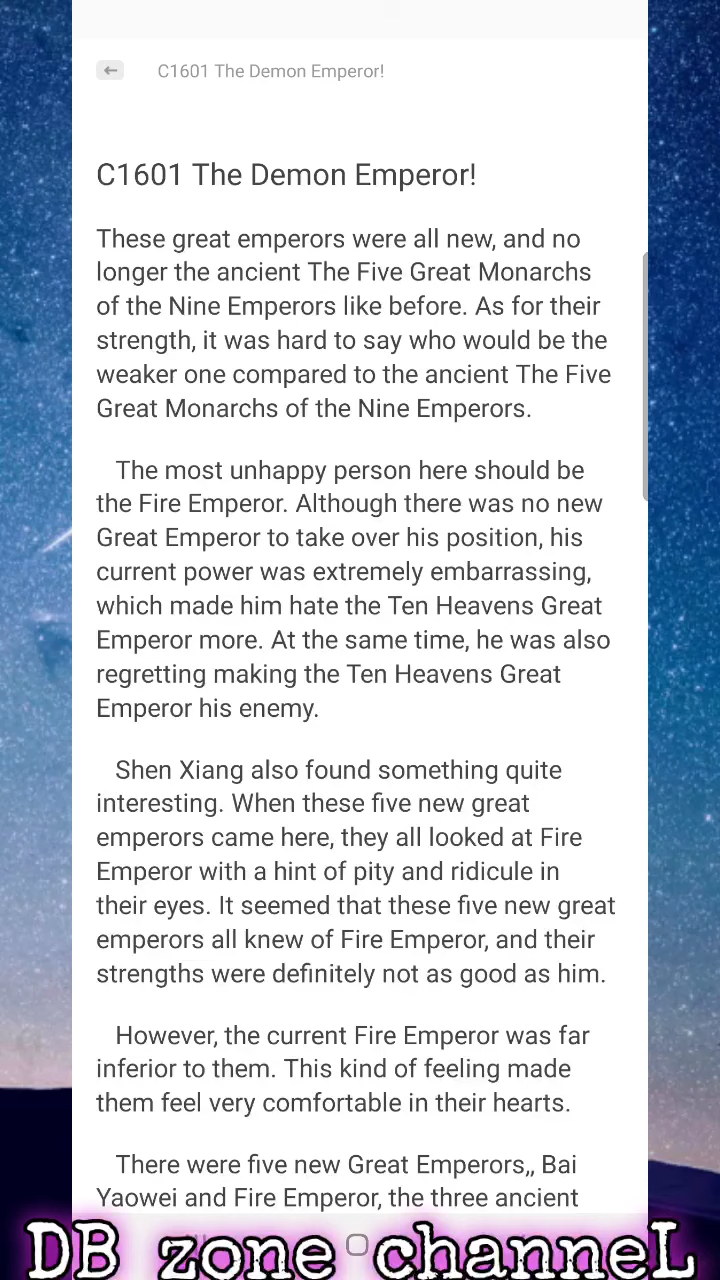 C1601 The Demon Emperor!
C1601 The Demon Emperor!
These great emperors were all new, and no
longer the ancient The Five Great Monarchs
of the Nine Emperors like before. As for their
strength, it was hard to say who would be the
weaker one compared to the ancient The Five
Great Monarchs of the Nine Emperors.
The most unhappy person here should be
the Fire Emperor. Although there was no new
Great Emperor to take over his position, his
current power was extremely embarrassing,
which made him hate the Ten Heavens Great
Emperor more. At the same time, he was also
regretting making the Ten Heavens Great
Emperor his enemy.
Shen Xiang also found something quite
interesting. When these five new great
emperors came here, they all looked at Fire
Emperor with a hint of pity and ridicule in
their eyes. It seemed that these five new great
emperors all knew of Fire Emperor, and their
strengths were definitely not as good as him.
However, the current Fire Emperor was far
inferior to them. This kind of feeling made
them feel very comfortable in their hearts.
There were five new Great Emperors,, Bai
Yaowei and Fire Emperor, the three ancient
DB zone channeL